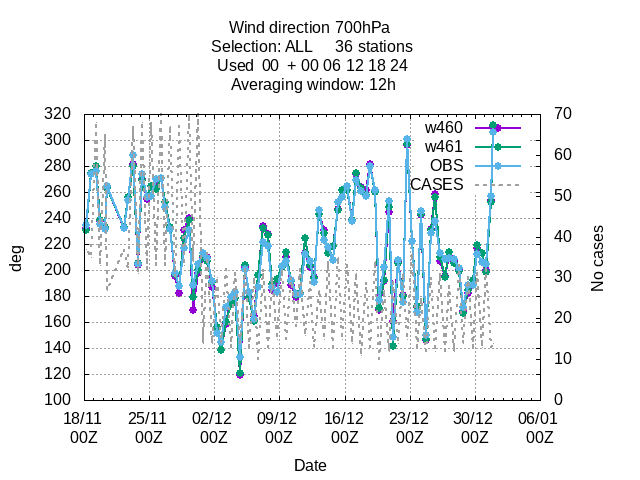 Wind direction 700hPa
Selection: ALL 36 stations
Used 00 + 00 06 12 18 24
Averaging window: 12h
320
300
280
260
240
220
200
180
160
140
120
100
deg
70
60
50
40
30
20
10
0
No cases
w460
w461
OBS
CASES
18/11 25/11 02/12 09/12 16/12 23/12 30/12 06/01
00Z 00Z 00Z 00Z 00Z 00Z 00Z 00Z
Date